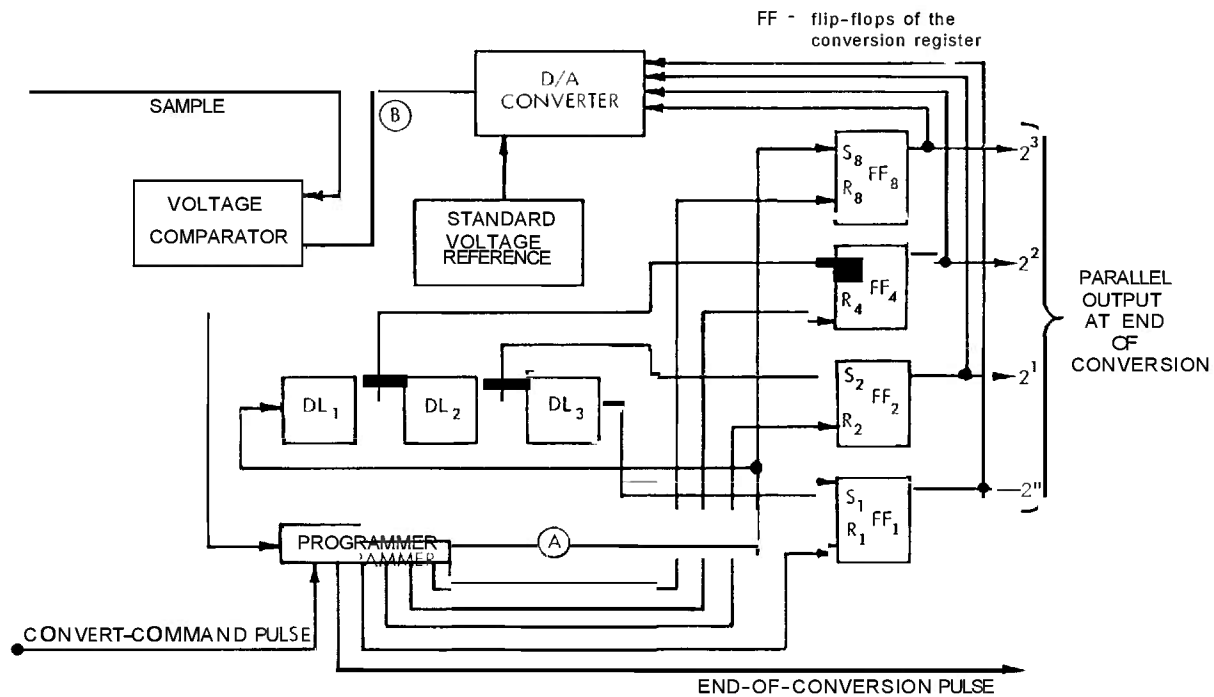 FF - flip-flops of the
conversion register
D/A
CONVERTER
SAMPLE
B
VOLTAGE
COMPARATOR
STANDARD
VOLTAGE
REFERENCE
S8
FF8
R8
2³
FF4
R4
2²
PARALLEL
OUTPUT
AT END
OF
CONVERSION
DL1
DL2
DL3
S2
FF2
R2
2¹
S1
FF1
R1
2"
PROGRAMMER
A
CONVERT-COMMAND PULSE
END-OF-CONVERSION PULSE